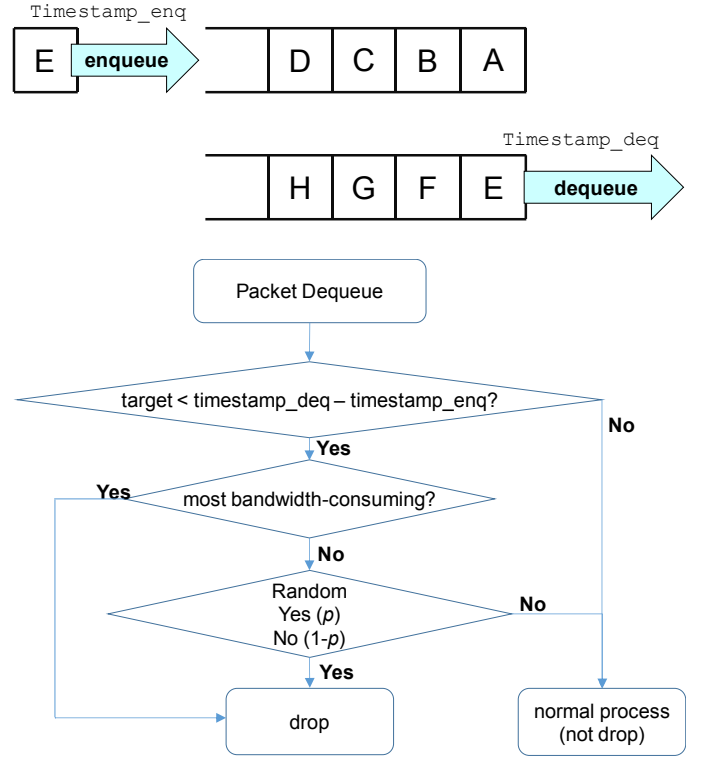 Timestamp_enq
E
enqueue
D
C
B
A
Timestamp_deq
H
G
F
E
dequeue
Packet Dequeue
target < timestamp_deq – timestamp_enq?
No
Yes
Yes
most bandwidth-consuming?
No
Random
Yes (p)
No (1-p)
No
Yes
drop
normal process
(not drop)